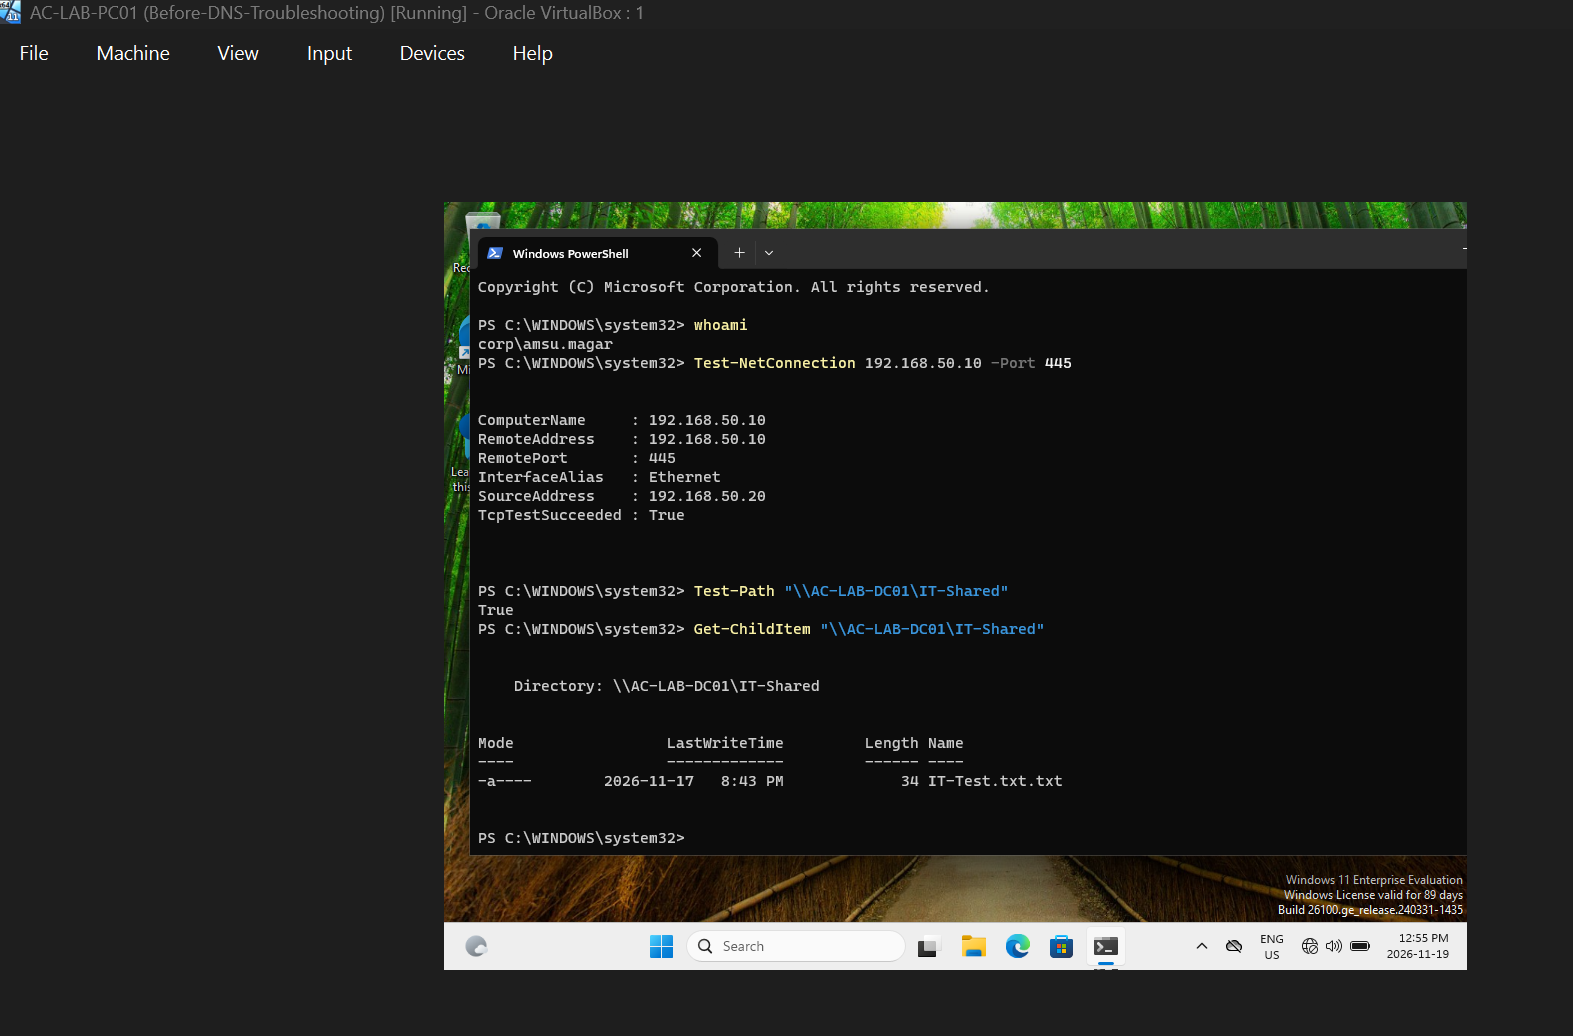 AC-LAB-PC01 (Before-DNS-Troubleshooting) [Running] - Oracle VirtualBox : 1
File Machine View Input Devices Help
Windows PowerShell
Copyright (C) Microsoft Corporation. All rights reserved.
PS C:\WINDOWS\system32> whoami
corp\amsu.magar
PS C:\WINDOWS\system32> Test-NetConnection 192.168.50.10 -Port 445
ComputerName     : 192.168.50.10
RemoteAddress    : 192.168.50.10
RemotePort       : 445
InterfaceAlias   : Ethernet
SourceAddress    : 192.168.50.20
TcpTestSucceeded : True
PS C:\WINDOWS\system32> Test-Path "\\AC-LAB-DC01\IT-Shared"
True
PS C:\WINDOWS\system32> Get-ChildItem "\\AC-LAB-DC01\IT-Shared"
    Directory: \\AC-LAB-DC01\IT-Shared
Mode                 LastWriteTime         Length Name
----                 -------------         ------ ----
-a----        2026-11-17   8:43 PM             34 IT-Test.txt.txt
PS C:\WINDOWS\system32>
Rec
Mi
Lea
this
Windows 11 Enterprise Evaluation
Windows License valid for 89 days
Build 26100.ge_release.240331-1435
Search
ENG
US
12:55 PM
2026-11-19